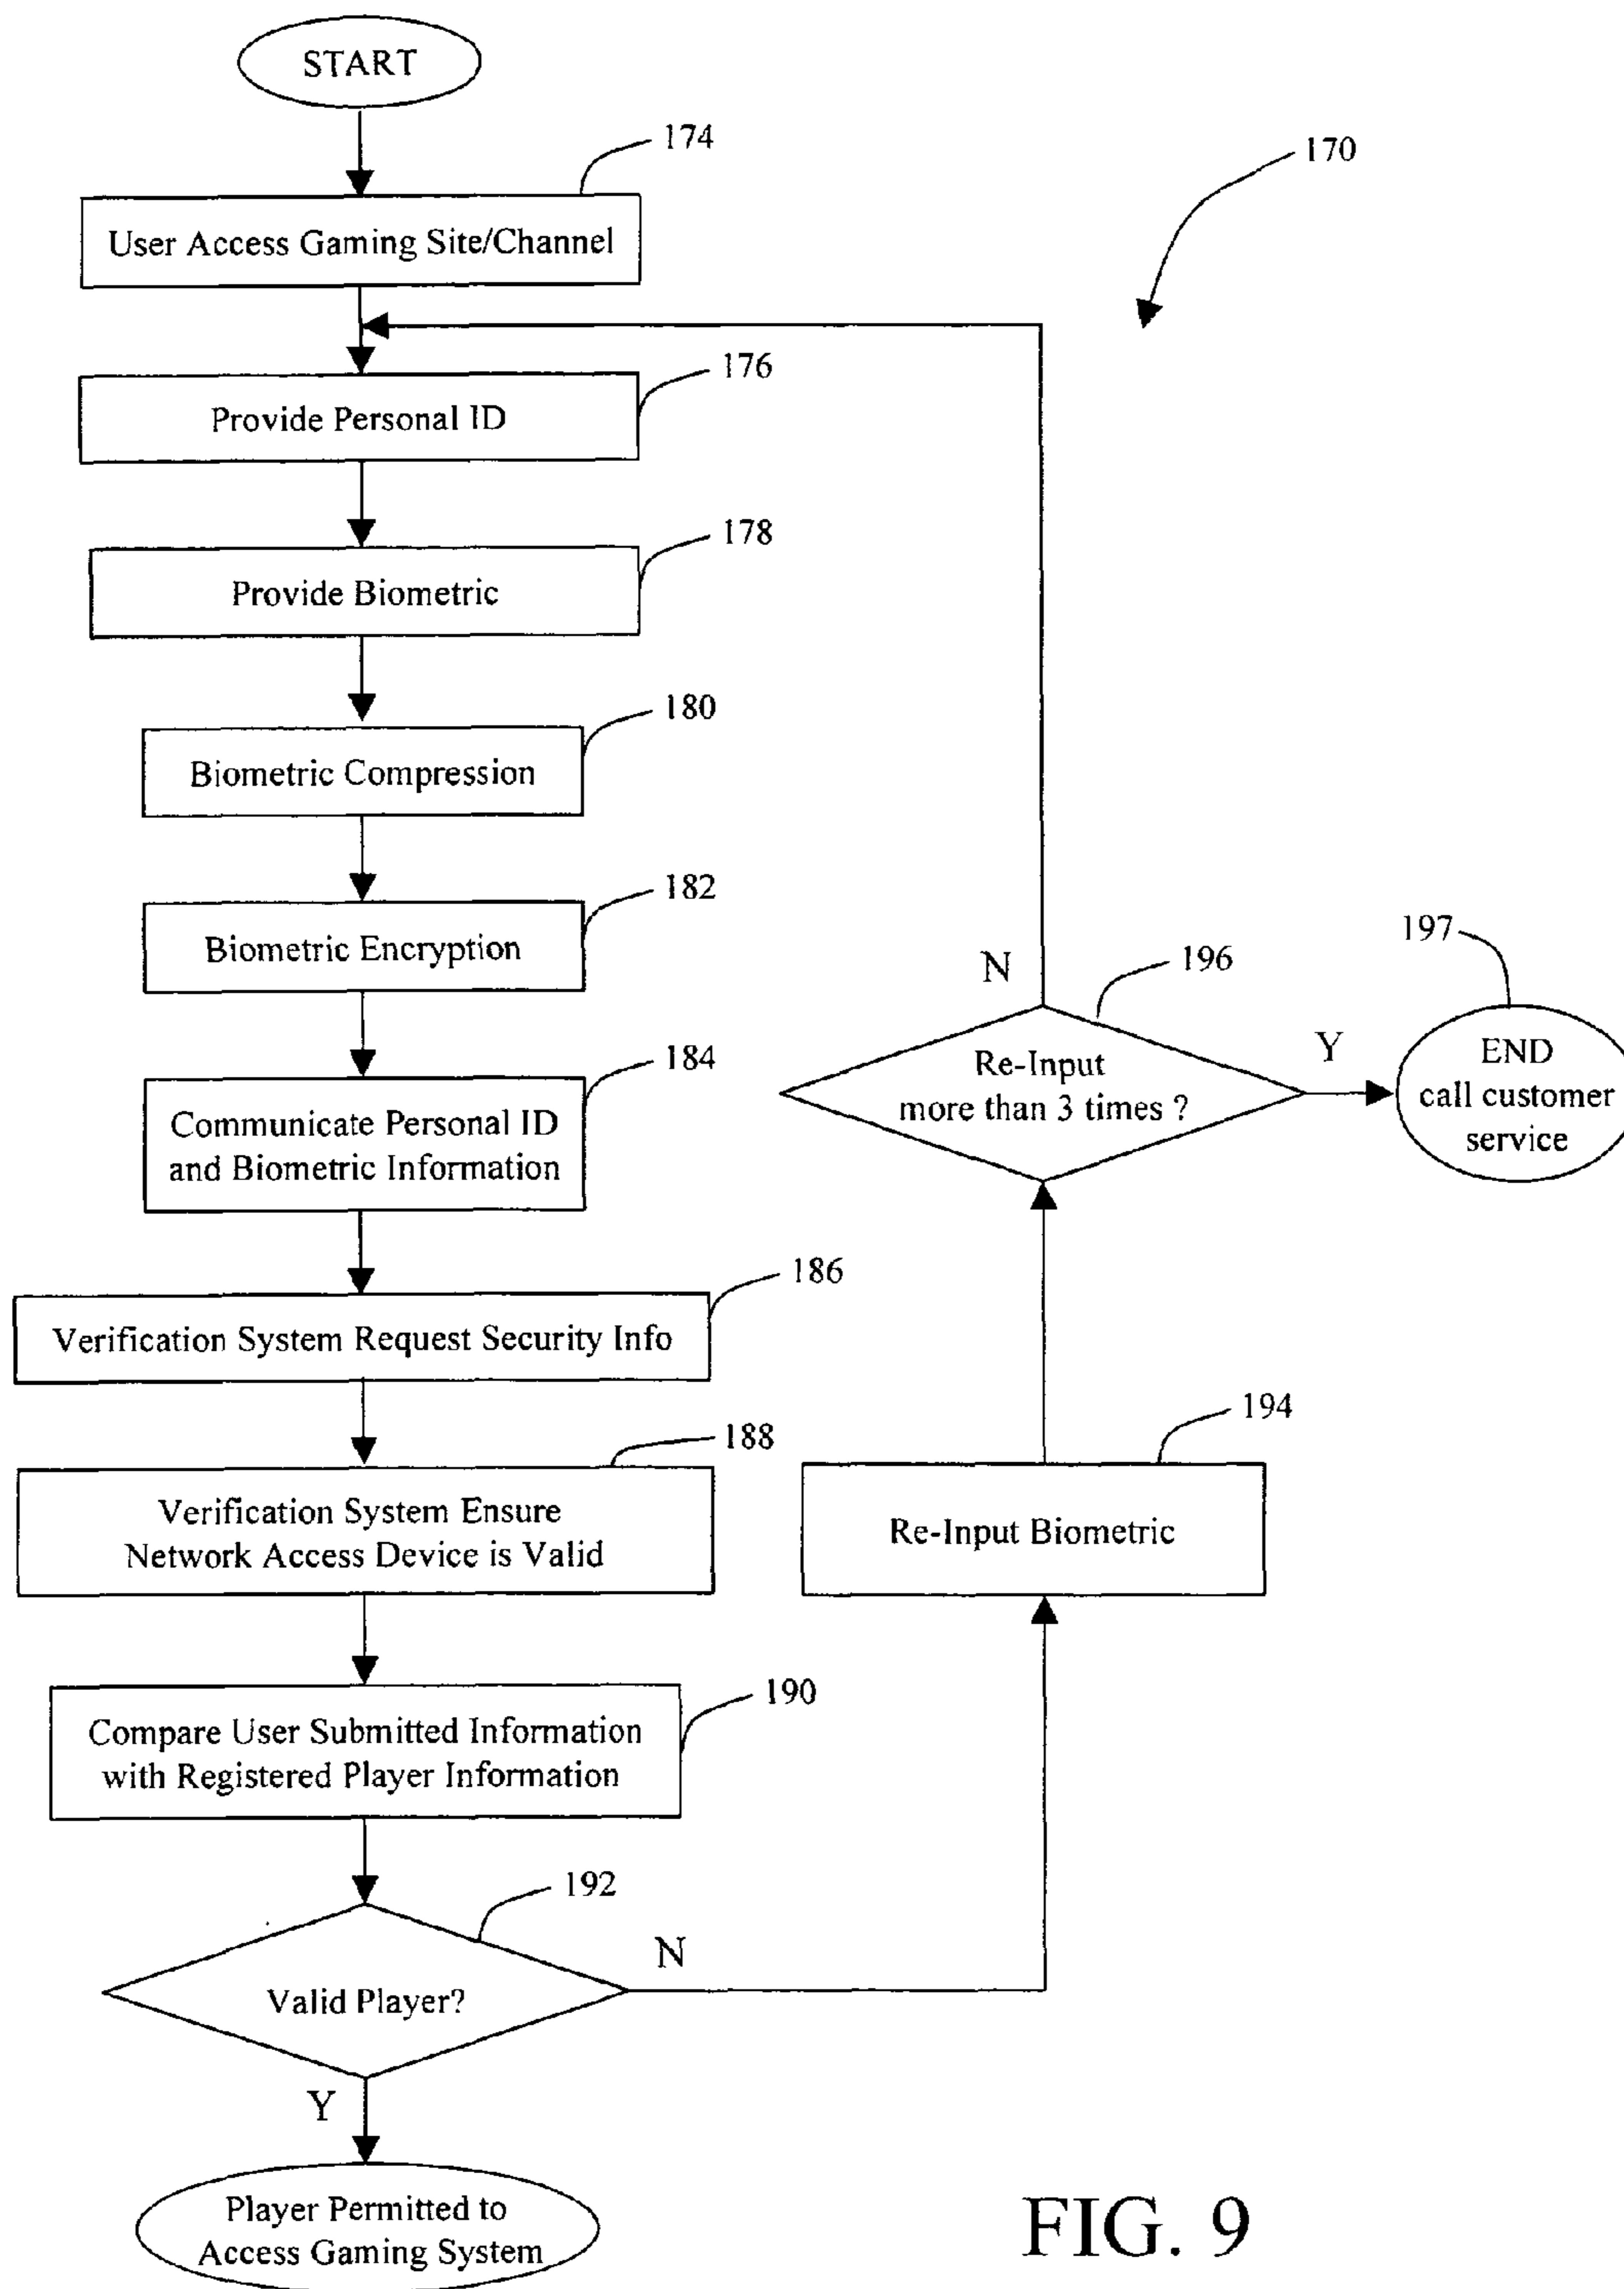 START
174
170
User Access Gaming Site/Channel
176
Provide Personal ID
178
Provide Biometric
180
Biometric Compression
182
Biometric Encryption
184
Communicate Personal ID
and Biometric Information
186
Verification System Request Security Info
188
Verification System Ensure
Network Access Device is Valid
190
Compare User Submitted Information
with Registered Player Information
192
Valid Player?
N
Y
Player Permitted to
Access Gaming System
194
Re-Input Biometric
196
N
Re-Input
more than 3 times ?
Y
197
END
call customer
service
FIG. 9